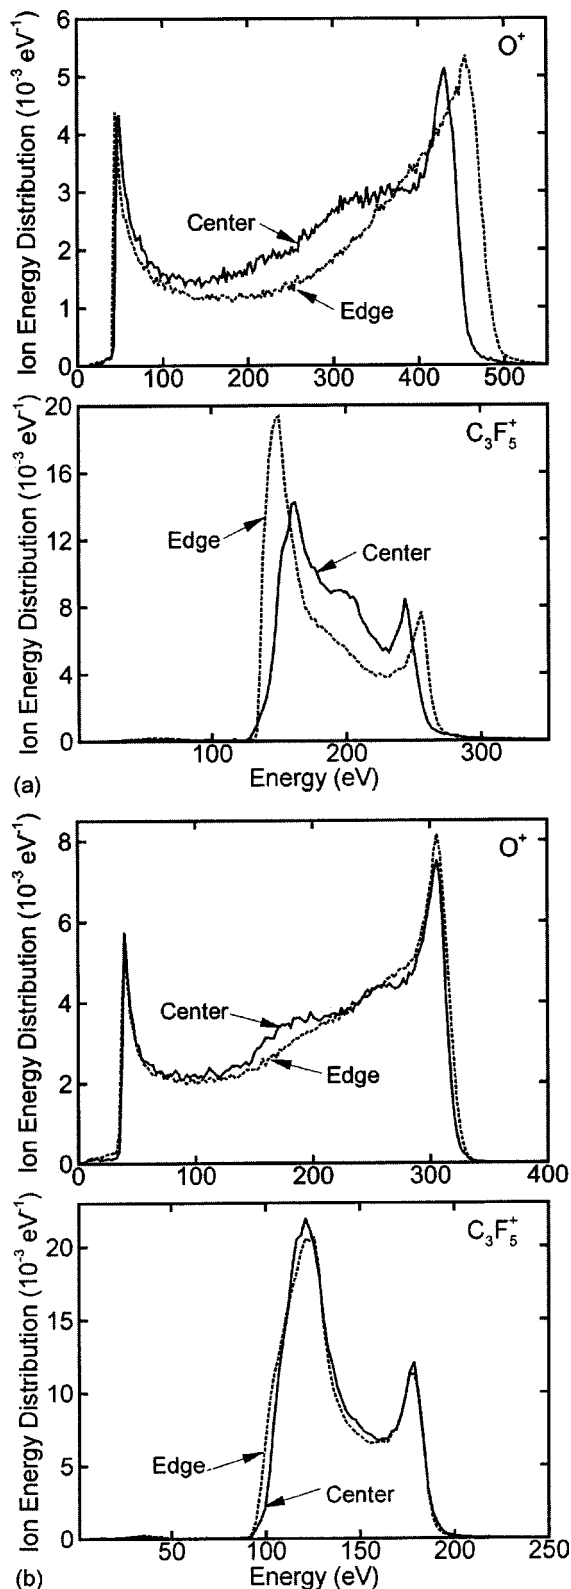 Ion Energy Distribution (10⁻³ eV⁻¹)
6
5
4
3
2
1
0
O⁺
Center
Edge
0 100 200 300 400 500
Ion Energy Distribution (10⁻³ eV⁻¹)
20
16
12
8
4
0
C₃F₅⁺
Edge
Center
100 200 300
Energy (eV)
(a)
Ion Energy Distribution (10⁻³ eV⁻¹)
8
6
4
2
0
O⁺
Center
Edge
0 100 200 300 400
Ion Energy Distribution (10⁻³ eV⁻¹)
20
15
10
5
0
C₃F₅⁺
Edge
Center
50 100 150 200 250
Energy (eV)
(b)